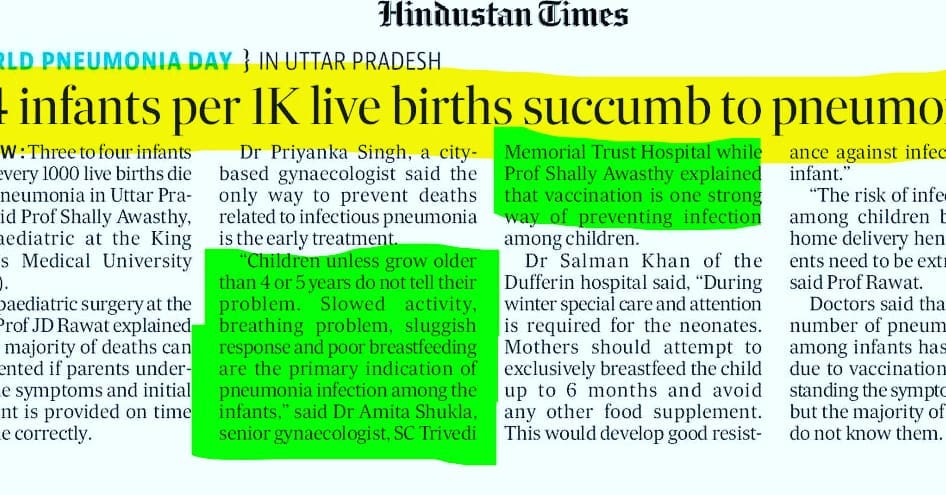 Hindustan Times
RLD PNEUMONIA DAY } IN UTTAR PRADESH
4 infants per 1K live births succumb to pneumo
W : Three to four infants
every 1000 live births die
neumonia in Uttar Pra-
id Prof Shally Awasthy,
aediatric at the King
s Medical University
).
paediatric surgery at the
Prof JD Rawat explained
majority of deaths can
ented if parents under-
e symptoms and initial
nt is provided on time
e correctly.
Dr Priyanka Singh, a city-
based gynaecologist said the
only way to prevent deaths
related to infectious pneumonia
is the early treatment.
“Children unless grow older
than 4 or 5 years do not tell their
problem. Slowed activity,
breathing problem, sluggish
response and poor breastfeeding
are the primary indication of
pneumonia infection among the
infants,” said Dr Amita Shukla,
senior gynaecologist, SC Trivedi
Memorial Trust Hospital while
Prof Shally Awasthy explained
that vaccination is one strong
way of preventing infection
among children.
Dr Salman Khan of the
Dufferin hospital said, “During
winter special care and attention
is required for the neonates.
Mothers should attempt to
exclusively breastfeed the child
up to 6 months and avoid
any other food supplement.
This would develop good resist-
ance against infec
infant.”
“The risk of infe
among children b
home delivery hen
ents need to be ext
said Prof Rawat.
Doctors said tha
number of pneum
among infants has
due to vaccination
standing the sympto
but the majority of
do not know them.